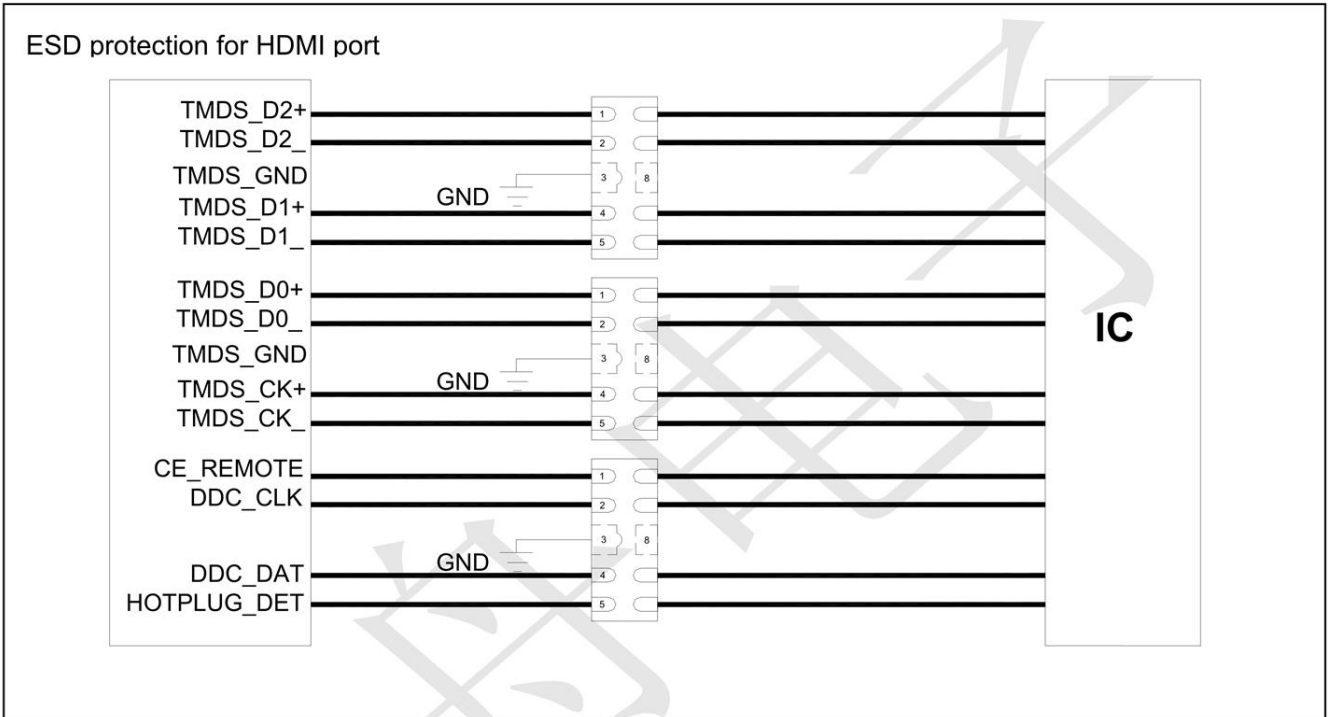 ESD protection for HDMI port
TMDS_D2+
1
TMDS_D2_
2
TMDS_GND
GND
3
8
TMDS_D1+
4
TMDS_D1_
5
TMDS_D0+
1
TMDS_D0_
2
TMDS_GND
GND
3
8
TMDS_CK+
4
TMDS_CK_
5
CE_REMOTE
1
DDC_CLK
2
GND
3
8
DDC_DAT
4
HOTPLUG_DET
5
IC
电子